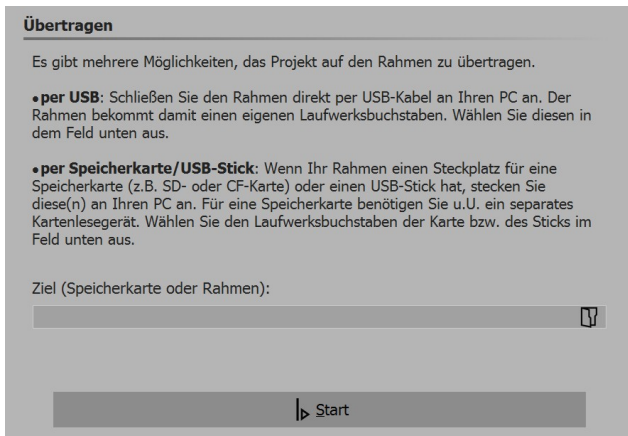 Übertragen
Es gibt mehrere Möglichkeiten, das Projekt auf den Rahmen zu übertragen.
•per USB: Schließen Sie den Rahmen direkt per USB-Kabel an Ihren PC an. Der
Rahmen bekommt damit einen eigenen Laufwerksbuchstaben. Wählen Sie diesen in
dem Feld unten aus.
•per Speicherkarte/USB-Stick: Wenn Ihr Rahmen einen Steckplatz für eine
Speicherkarte (z.B. SD- oder CF-Karte) oder einen USB-Stick hat, stecken Sie
diese(n) an Ihren PC an. Für eine Speicherkarte benötigen Sie u.U. ein separates
Kartenlesegerät. Wählen Sie den Laufwerksbuchstaben der Karte bzw. des Sticks im
Feld unten aus.
Ziel (Speicherkarte oder Rahmen):
Start